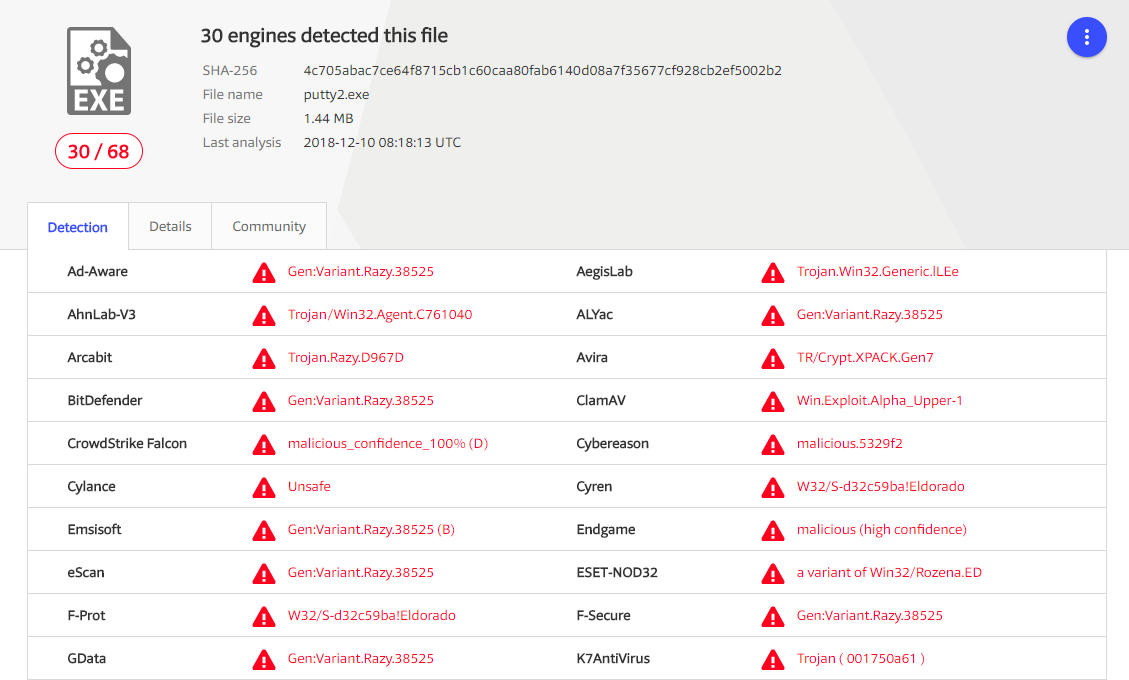 30 engines detected this file
SHA-256 4c705abac7ce64f8715cb1c60caa80fab6140d08a7f35677cf928cb2ef5002b2
File name putty2.exe
File size 1.44 MB
Last analysis 2018-12-10 08:18:13 UTC
EXE
30 / 68
Detection Details Community
Ad-Aware Gen:Variant.Razy.38525 AegisLab Trojan.Win32.Generic.lLEe
AhnLab-V3 Trojan/Win32.Agent.C761040 ALYac Gen:Variant.Razy.38525
Arcabit Trojan.Razy.D967D Avira TR/Crypt.XPACK.Gen7
BitDefender Gen:Variant.Razy.38525 ClamAV Win.Exploit.Alpha_Upper-1
CrowdStrike Falcon malicious_confidence_100% (D) Cybereason malicious.5329f2
Cylance Unsafe Cyren W32/S-d32c59ba!Eldorado
Emsisoft Gen:Variant.Razy.38525 (B) Endgame malicious (high confidence)
eScan Gen:Variant.Razy.38525 ESET-NOD32 a variant of Win32/Rozena.ED
F-Prot W32/S-d32c59ba!Eldorado F-Secure Gen:Variant.Razy.38525
GData Gen:Variant.Razy.38525 K7AntiVirus Trojan ( 001750a61 )